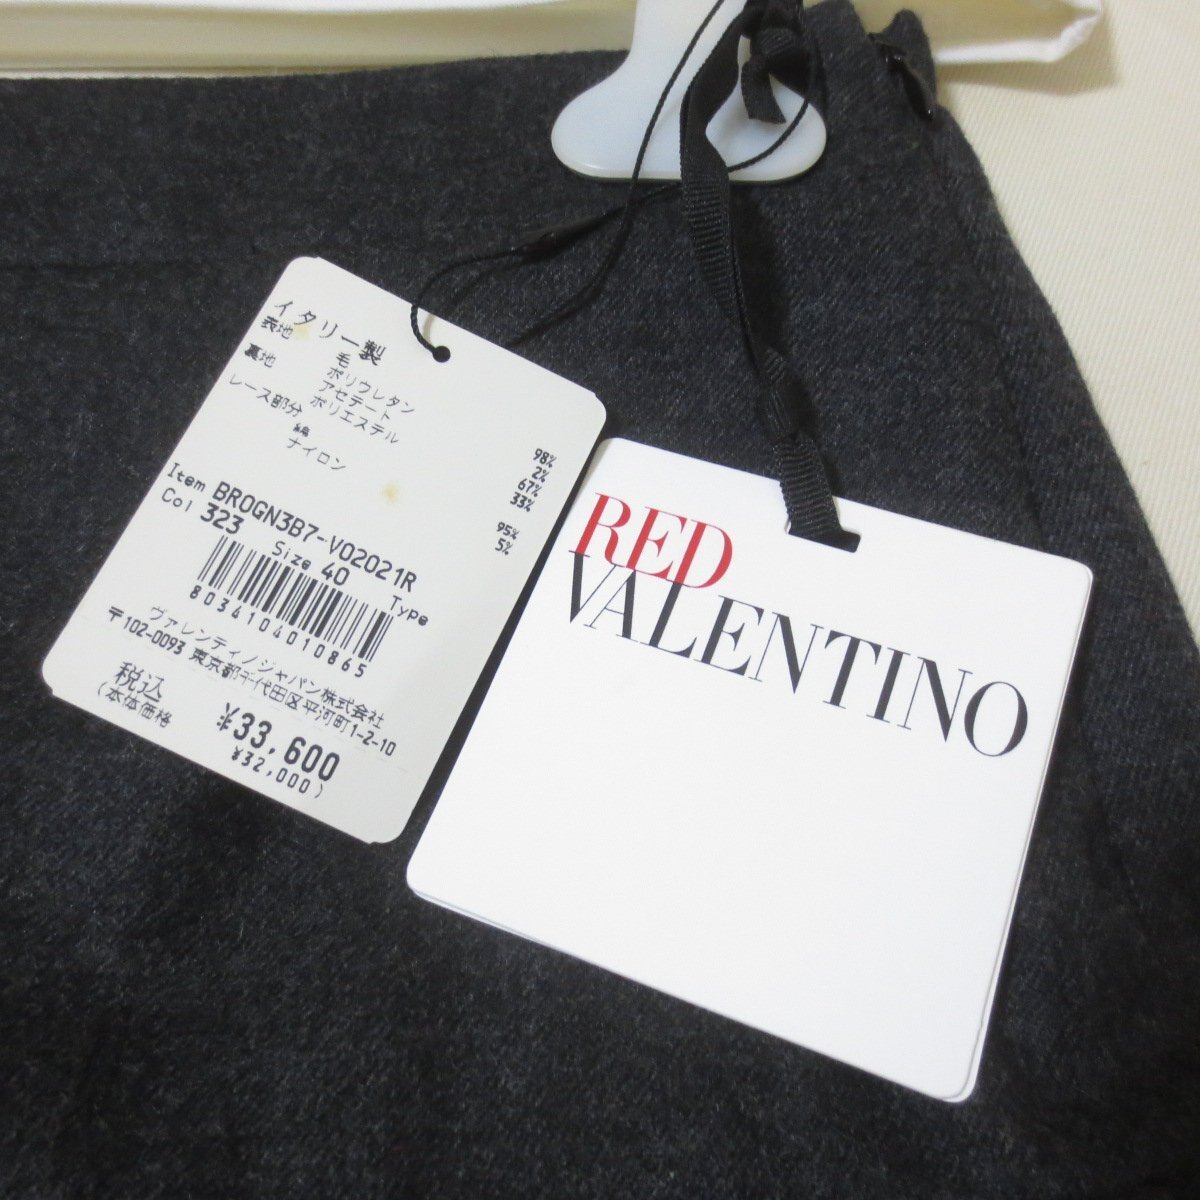 イタリー製
表地 毛 98%
ポリウレタン 2%
裏地 アセテート 67%
ポリエステル 33%
レース部分
綿 95%
ナイロン 5%
Item BR0GN3B7-V02021R
Col 323 Size 40 Type
8034104010865
ヴァレンティノジャパン株式会社
〒102-0093 東京都千代田区平河町1-2-10
税込 ¥33,600
(本体価格 ¥32,000)
RED
VALENTINO